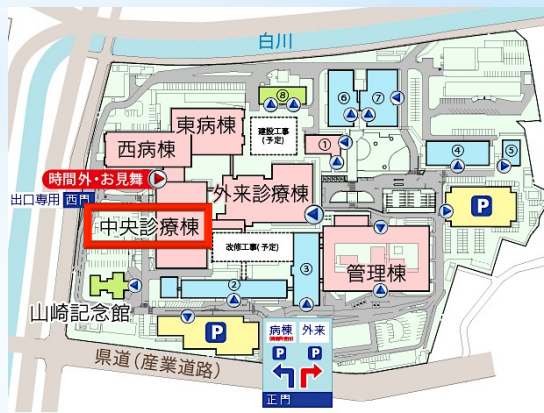 白川
⑧
⑥
⑦
東病棟
建設工事
(予定)
①
西病棟
④
⑤
時間外・お見舞
外来診療棟
出口専用 西門
P
中央診療棟
改修工事(予定)
③
管理棟
②
山崎記念館
P
病棟 外来
P P
県道(産業道路)
正門